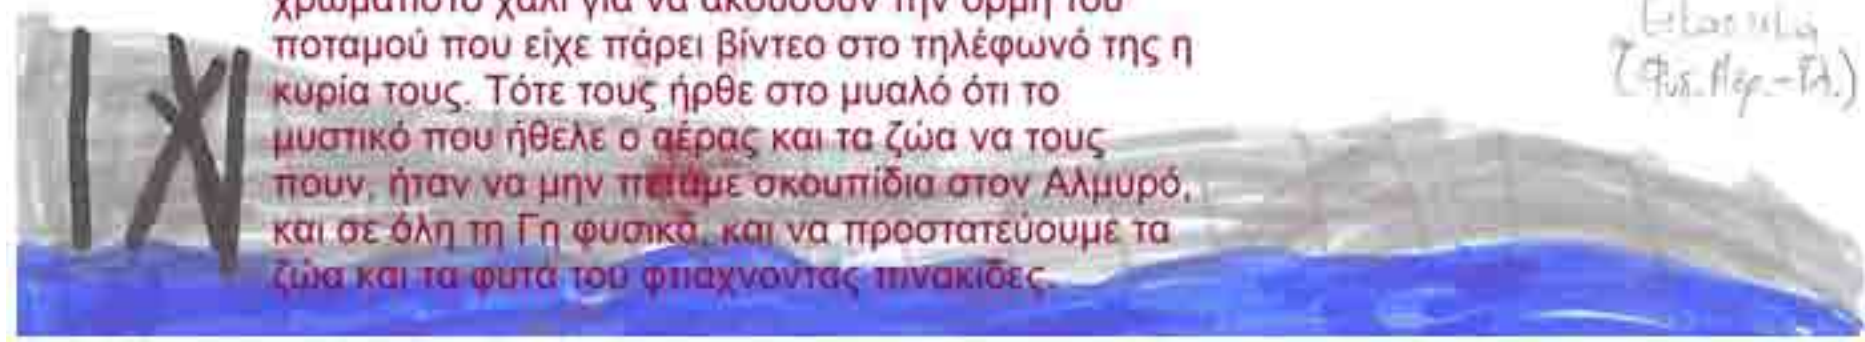 χρωματιστό χαλί για να ακούσουν την ορμή του
ποταμού που είχε πάρει βίντεο στο τηλέφωνό της η
κυρία τους. Τότε τους ήρθε στο μυαλό ότι το
μυστικό που ήθελε ο αέρας και τα ζώα να τους
πουν, ήταν να μην πετάμε σκουπίδια στον Αλμυρό,
και σε όλη τη Γη φυσικά, και να προστατεύουμε τα
ζώα και τα φυτά του φτιάχνοντας πινακίδες.
ΙΧΙ